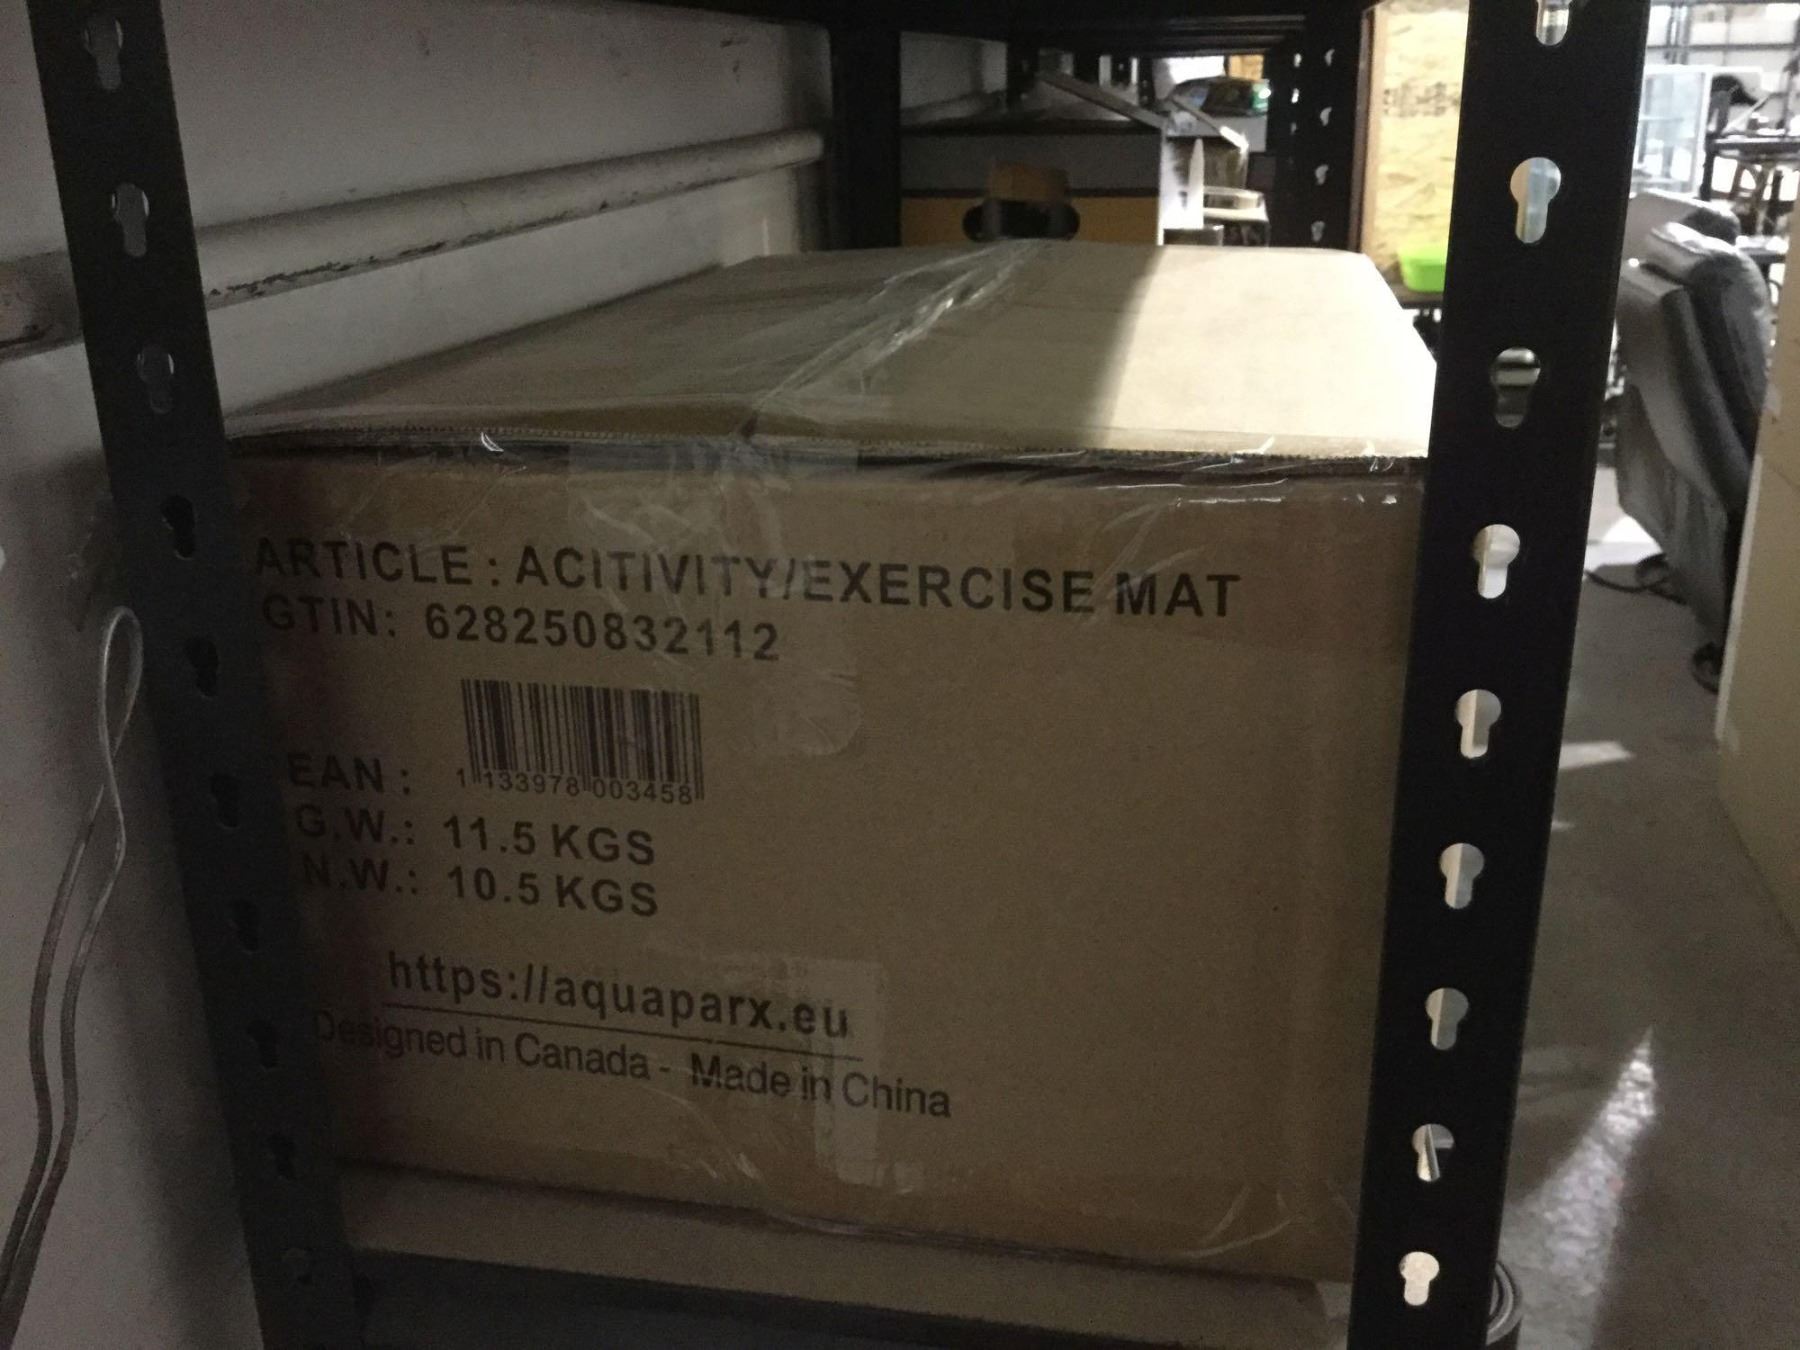 ARTICLE : ACITIVITY/EXERCISE MAT
GTIN: 628250832112
EAN : 1 133978 003458
G.W.: 11.5 KGS
N.W.: 10.5 KGS
https://aquaparx.eu
Designed in Canada - Made in China